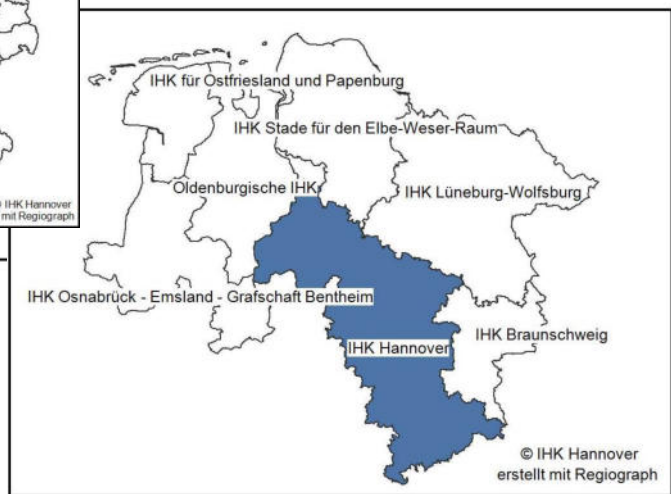 IHK Hannover
mit Regiograph
IHK für Ostfriesland und Papenburg
IHK Stade für den Elbe-Weser-Raum
Oldenburgische IHK
IHK Lüneburg-Wolfsburg
IHK Osnabrück - Emsland - Grafschaft Bentheim
IHK Braunschweig
IHK Hannover
© IHK Hannover
erstellt mit Regiograph